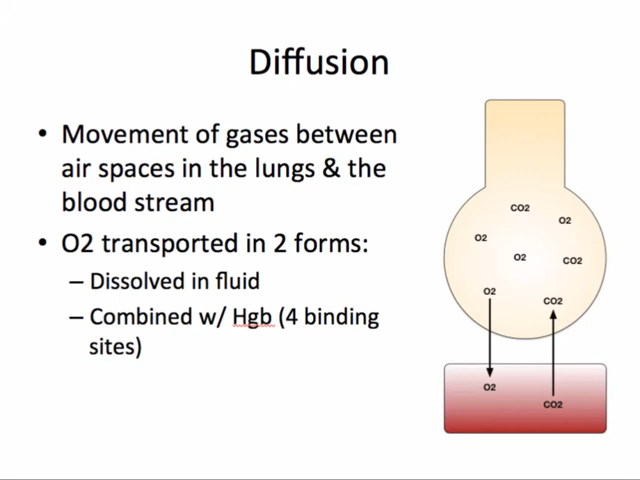 Diffusion
• Movement of gases between
air spaces in the lungs & the
blood stream
• O2 transported in 2 forms:
– Dissolved in fluid
– Combined w/ Hgb (4 binding
sites)
CO2
O2
O2
O2
CO2
O2
CO2
O2
CO2